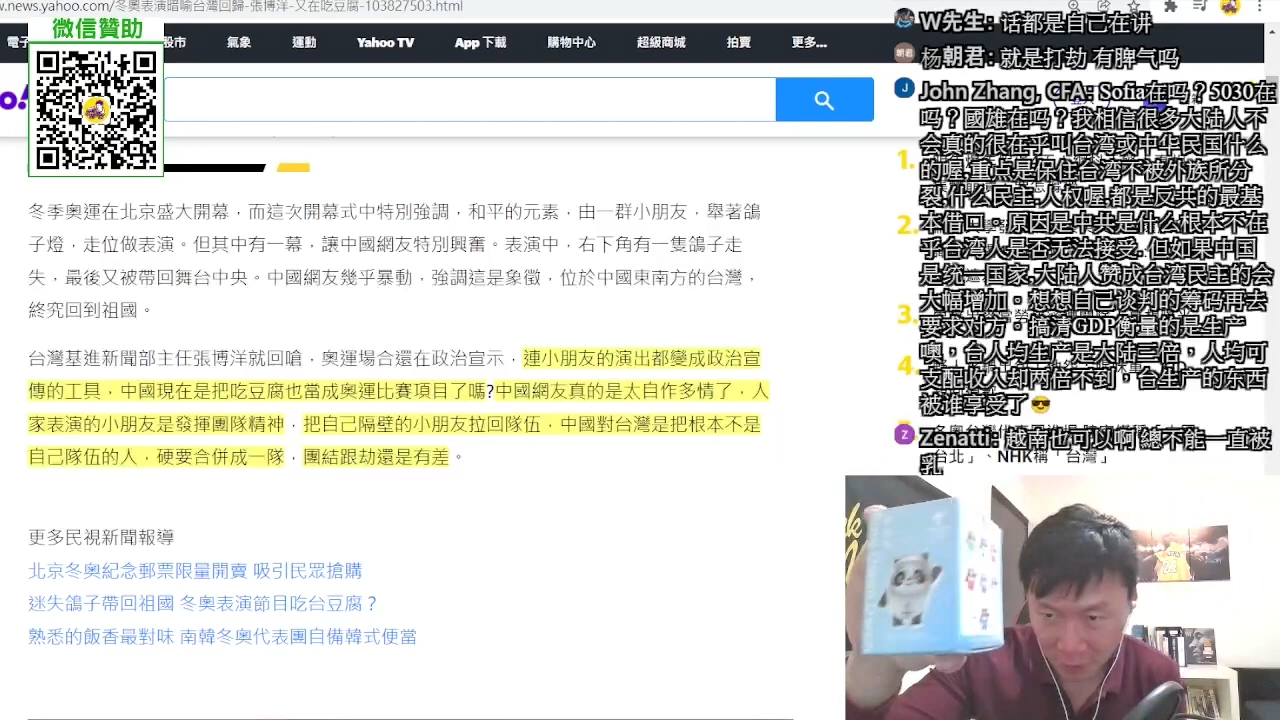 w.news.yahoo.com/冬奧表演暗喻台灣回歸-張博洋-又在吃豆腐-103827503.html
微信贊助
電子
股市
氣象
運動
Yahoo TV
App 下載
購物中心
超級商城
拍賣
更多...
o!
冬季奧運在北京盛大開幕，而這次開幕式中特別強調，和平的元素，由一群小朋友，舉著鴿
子燈，走位做表演。但其中有一幕，讓中國網友特別興奮。表演中，右下角有一隻鴿子走
失，最後又被帶回舞台中央。中國網友幾乎暴動，強調這是象徵，位於中國東南方的台灣，
終究回到祖國。
台灣基進新聞部主任張博洋就回嗆，奧運場合還在政治宣示，連小朋友的演出都變成政治宣
傳的工具，中國現在是把吃豆腐也當成奧運比賽項目了嗎?中國網友真的是太自作多情了，人
家表演的小朋友是發揮團隊精神，把自己隔壁的小朋友拉回隊伍，中國對台灣是把根本不是
自己隊伍的人，硬要合併成一隊，團結跟劫還是有差。
更多民視新聞報導
北京冬奧紀念郵票限量開賣 吸引民眾搶購
迷失鴿子帶回祖國 冬奧表演節目吃台豆腐？
熟悉的飯香最對味 南韓冬奧代表團自備韓式便當
W先生: 话都是自己在讲
杨朝君: 就是打劫 有脾气吗
John Zhang, CFA: Sofia在吗？5030在
吗？國雄在吗？我相信很多大陆人不
会真的很在乎叫台湾或中华民国什么
的喔,重点是保住台湾不被外族所分
裂,什么民主,人权喔,都是反共的最基
本借口。原因是中共是什么根本不在
乎台湾人是否无法接受. 但如果中国
是统一国家,大陆人赞成台湾民主的会
大幅增加。想想自己谈判的筹码再去
要求对方。搞清GDP衡量的是生产
噢，台人均生产是大陆三倍，人均可
支配收入却两倍不到，台生产的东西
被谁享受了😎
Zenatti: 越南也可以啊 總不能一直被
乳
1.
2.
3.
4.
台北」、NHK稱「台灣」